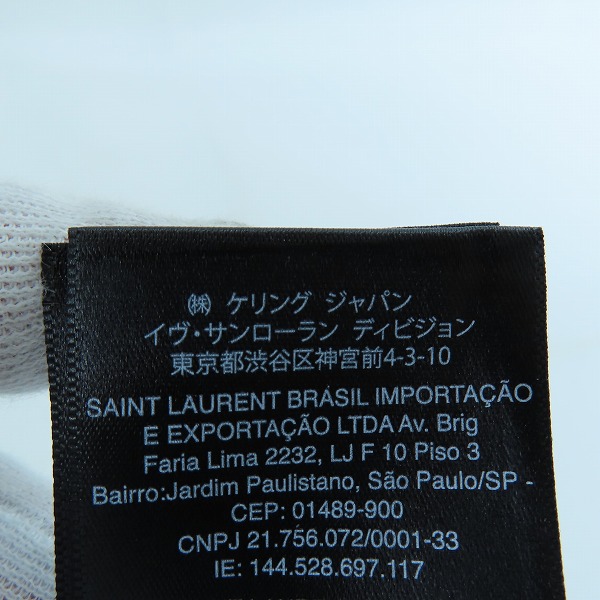 ㈱ ケリング ジャパン
イヴ・サンローラン ディビジョン
東京都渋谷区神宮前4-3-10
SAINT LAURENT BRASIL IMPORTAÇÃO
E EXPORTAÇÃO LTDA Av. Brig
Faria Lima 2232, LJ F 10 Piso 3
Bairro:Jardim Paulistano, São Paulo/SP -
CEP: 01489-900
CNPJ 21.756.072/0001-33
IE: 144.528.697.117